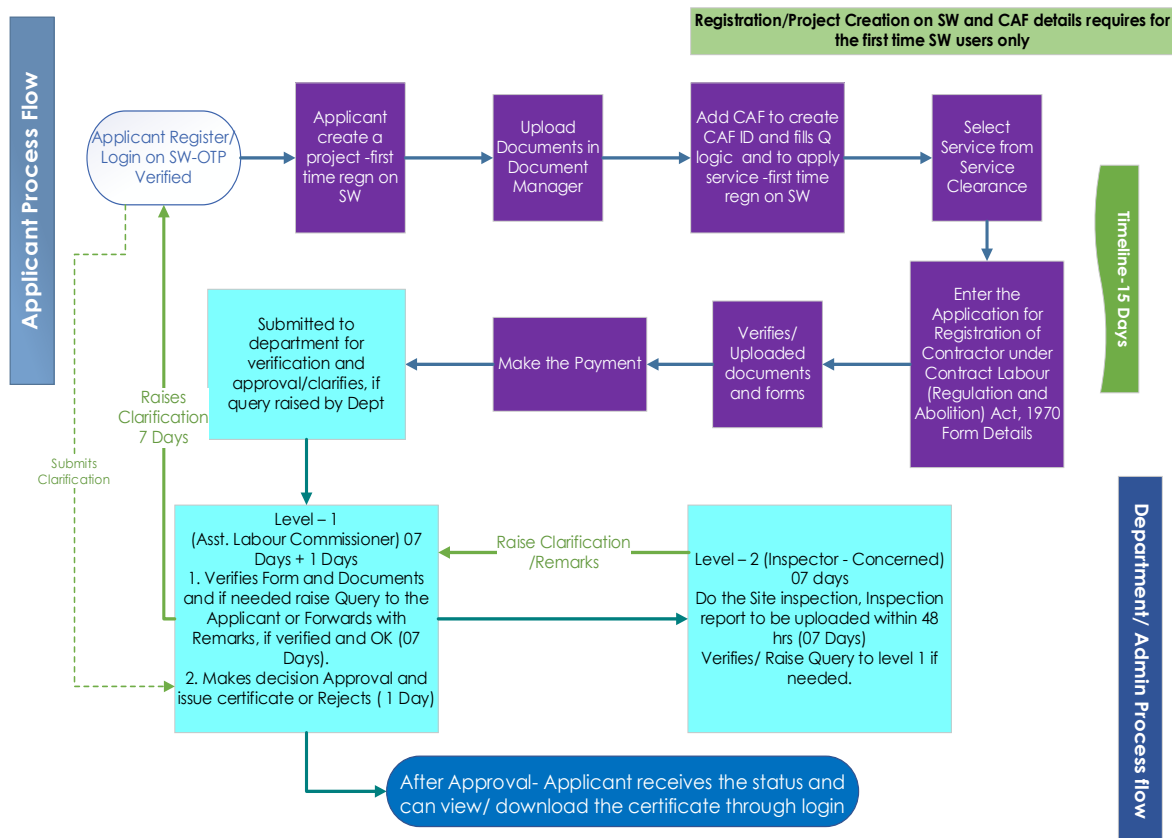 Registration/Project Creation on SW and CAF details requires for
the first time SW users only
Applicant Process Flow
Applicant Register/
Login on SW-OTP
Verified
Applicant
create a
project -first
time regn on
SW
Upload
Documents in
Document
Manager
Add CAF to create
CAF ID and fills Q
logic and to apply
service -first time
regn on SW
Select
Service from
Service
Clearance
Timeline-15 Days
Enter the
Application for
Registration of
Contractor under
Contract Labour
(Regulation and
Abolition) Act, 1970
Form Details
Verifies/
Uploaded
documents
and forms
Make the Payment
Submitted to
department for
verification and
approval/clarifies, if
query raised by Dept
Raises
Clarification
7 Days
Submits
Clarification
Level – 1
(Asst. Labour Commissioner) 07
Days + 1 Days
1. Verifies Form and Documents
and if needed raise Query to the
Applicant or Forwards with
Remarks, if verified and OK (07
Days).
2. Makes decision Approval and
issue certificate or Rejects ( 1 Day)
Raise Clarification
/Remarks
Level – 2 (Inspector - Concerned)
07 days
Do the Site inspection, Inspection
report to be uploaded within 48
hrs (07 Days)
Verifies/ Raise Query to level 1 if
needed.
Department/ Admin Process flow
After Approval- Applicant receives the status and
can view/ download the certificate through login